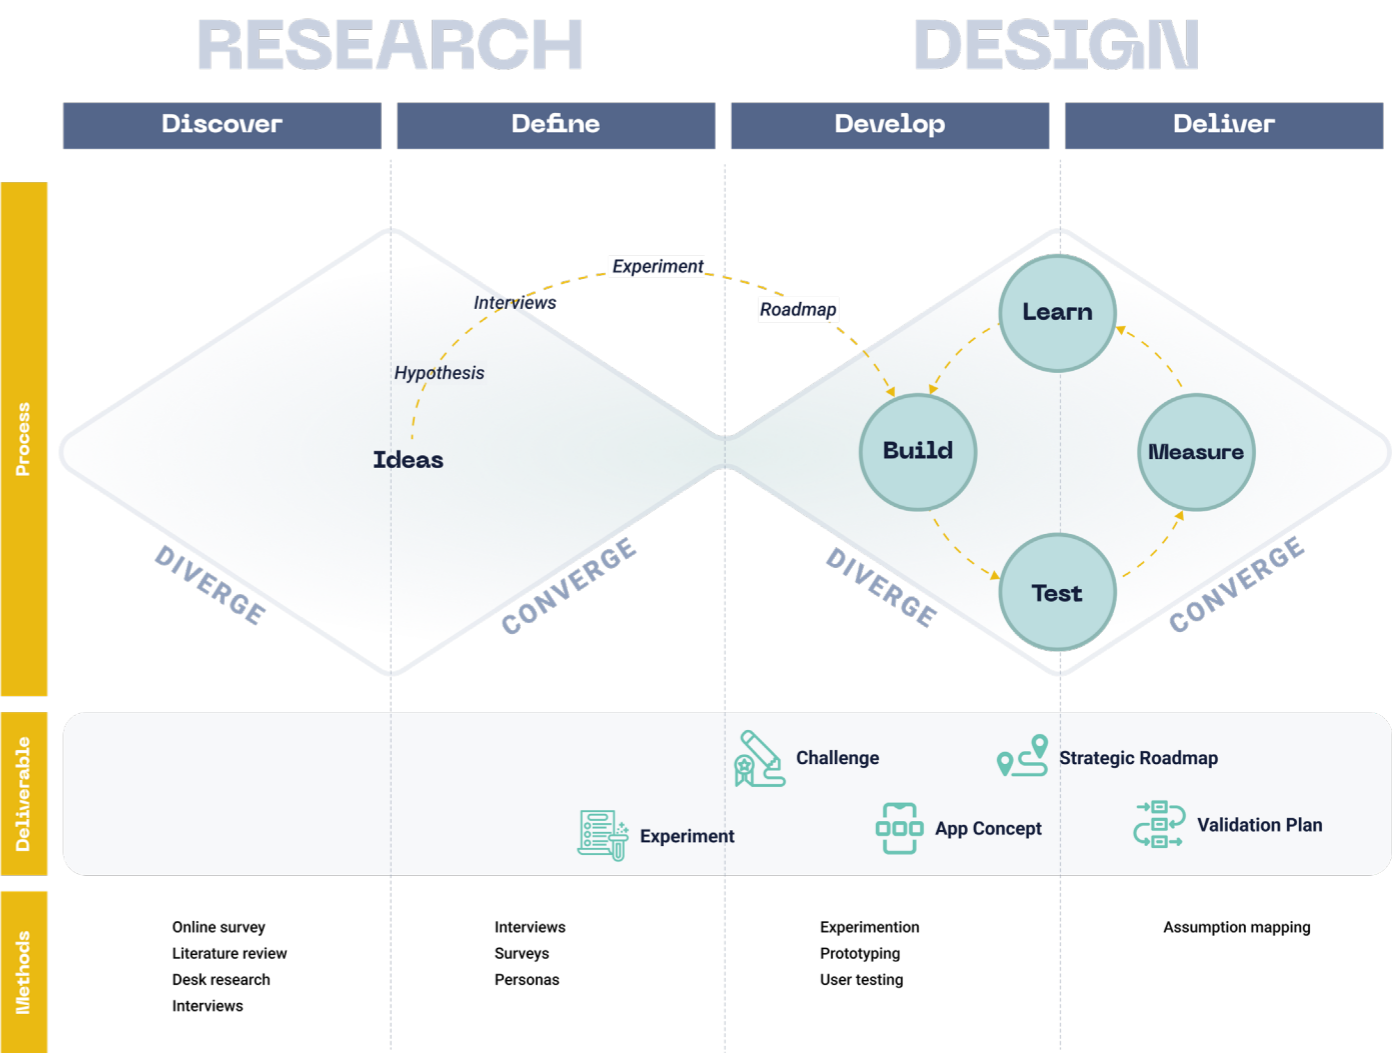 RESEARCH
DESIGN
Discover
Define
Develop
Deliver
Process
Experiment
Interviews
Roadmap
Learn
Hypothesis
Ideas
Build
Measure
Test
DIVERGE
CONVERGE
DIVERGE
CONVERGE
Deliverable
Challenge
Strategic Roadmap
Experiment
App Concept
Validation Plan
Methods
Online survey
Literature review
Desk research
Interviews
Interviews
Surveys
Personas
Experimention
Prototyping
User testing
Assumption mapping